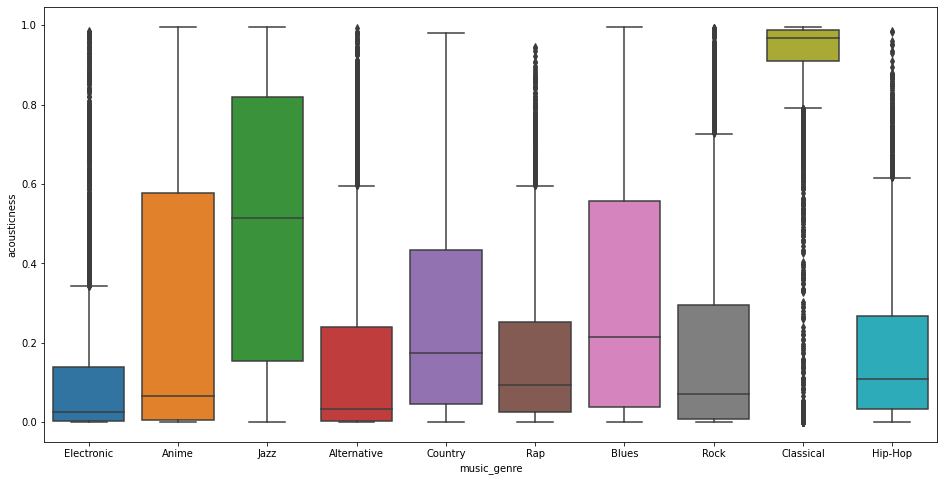 1.0
0.8
0.6
0.4
0.2
0.0
acousticness
Electronic Anime Jazz Alternative Country Rap Blues Rock Classical Hip-Hop
music_genre